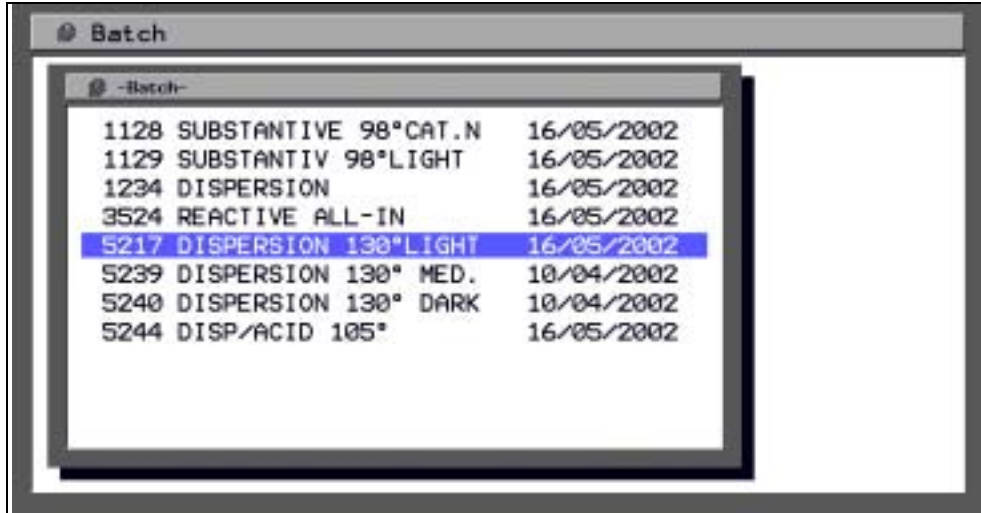 Batch
-Batch-
1128 SUBSTANTIVE 98°CAT.N 16/05/2002
1129 SUBSTANTIV 98°LIGHT 16/05/2002
1234 DISPERSION 16/05/2002
3524 REACTIVE ALL-IN 16/05/2002
5217 DISPERSION 130°LIGHT 16/05/2002
5239 DISPERSION 130° MED. 10/04/2002
5240 DISPERSION 130° DARK 10/04/2002
5244 DISP/ACID 105° 16/05/2002